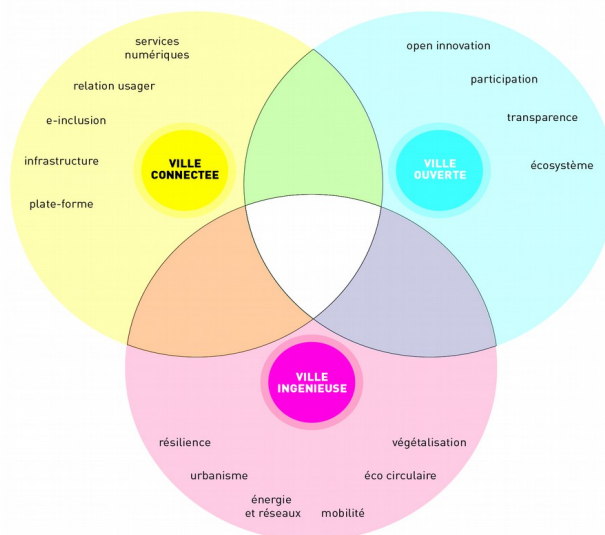 services
numériques
relation usager
e-inclusion
infrastructure
plate-forme
VILLE
CONNECTEE
open innovation
participation
transparence
écosystème
VILLE
OUVERTE
VILLE
INGENIEUSE
résilience
urbanisme
énergie
et réseaux
mobilité
éco circulaire
végétalisation